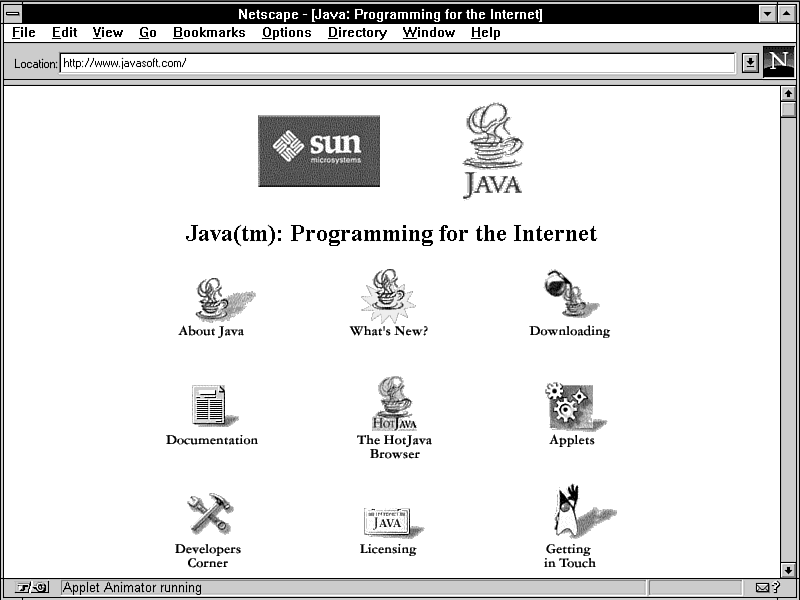 Netscape - [Java: Programming for the Internet]
File Edit View Go Bookmarks Options Directory Window Help
Location: http://www.javasoft.com/
N
sun
microsystems
JAVA
Java(tm): Programming for the Internet
About Java
What's New?
Downloading
HOTJAVA
Documentation
The HotJava
Browser
Applets
JAVA
Developers
Corner
Licensing
Getting
in Touch
Applet Animator running
?